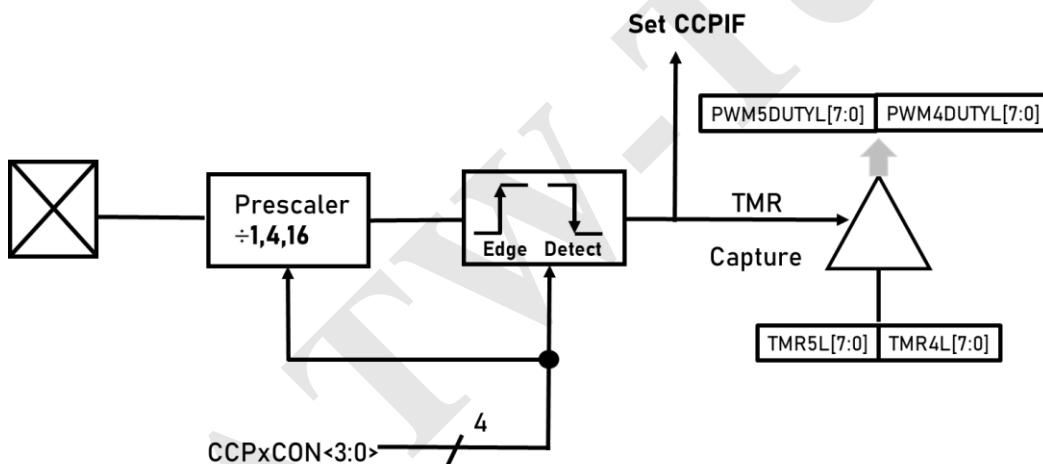 Set CCPIF
PWM5DUTYL[7:0] PWM4DUTYL[7:0]
Prescaler
÷1,4,16
Edge Detect
TMR
Capture
TMR5L[7:0] TMR4L[7:0]
4
CCPxCON<3:0>